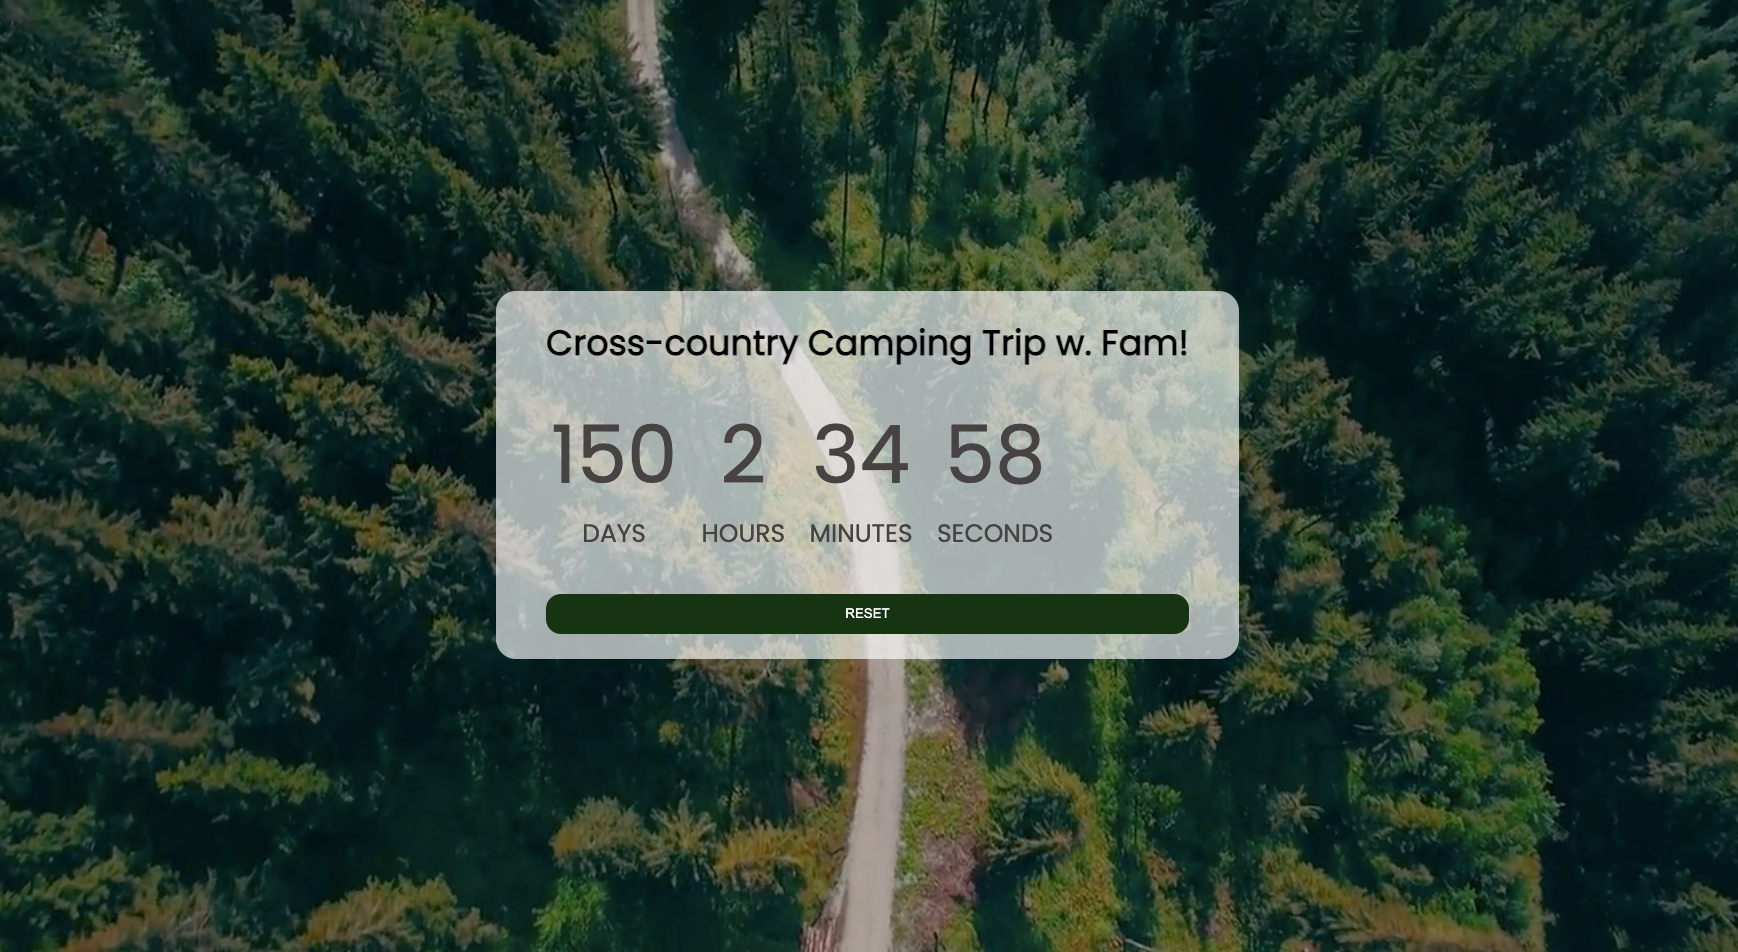 Cross-country Camping Trip w. Fam!
150 2 34 58
DAYS HOURS MINUTES SECONDS
RESET